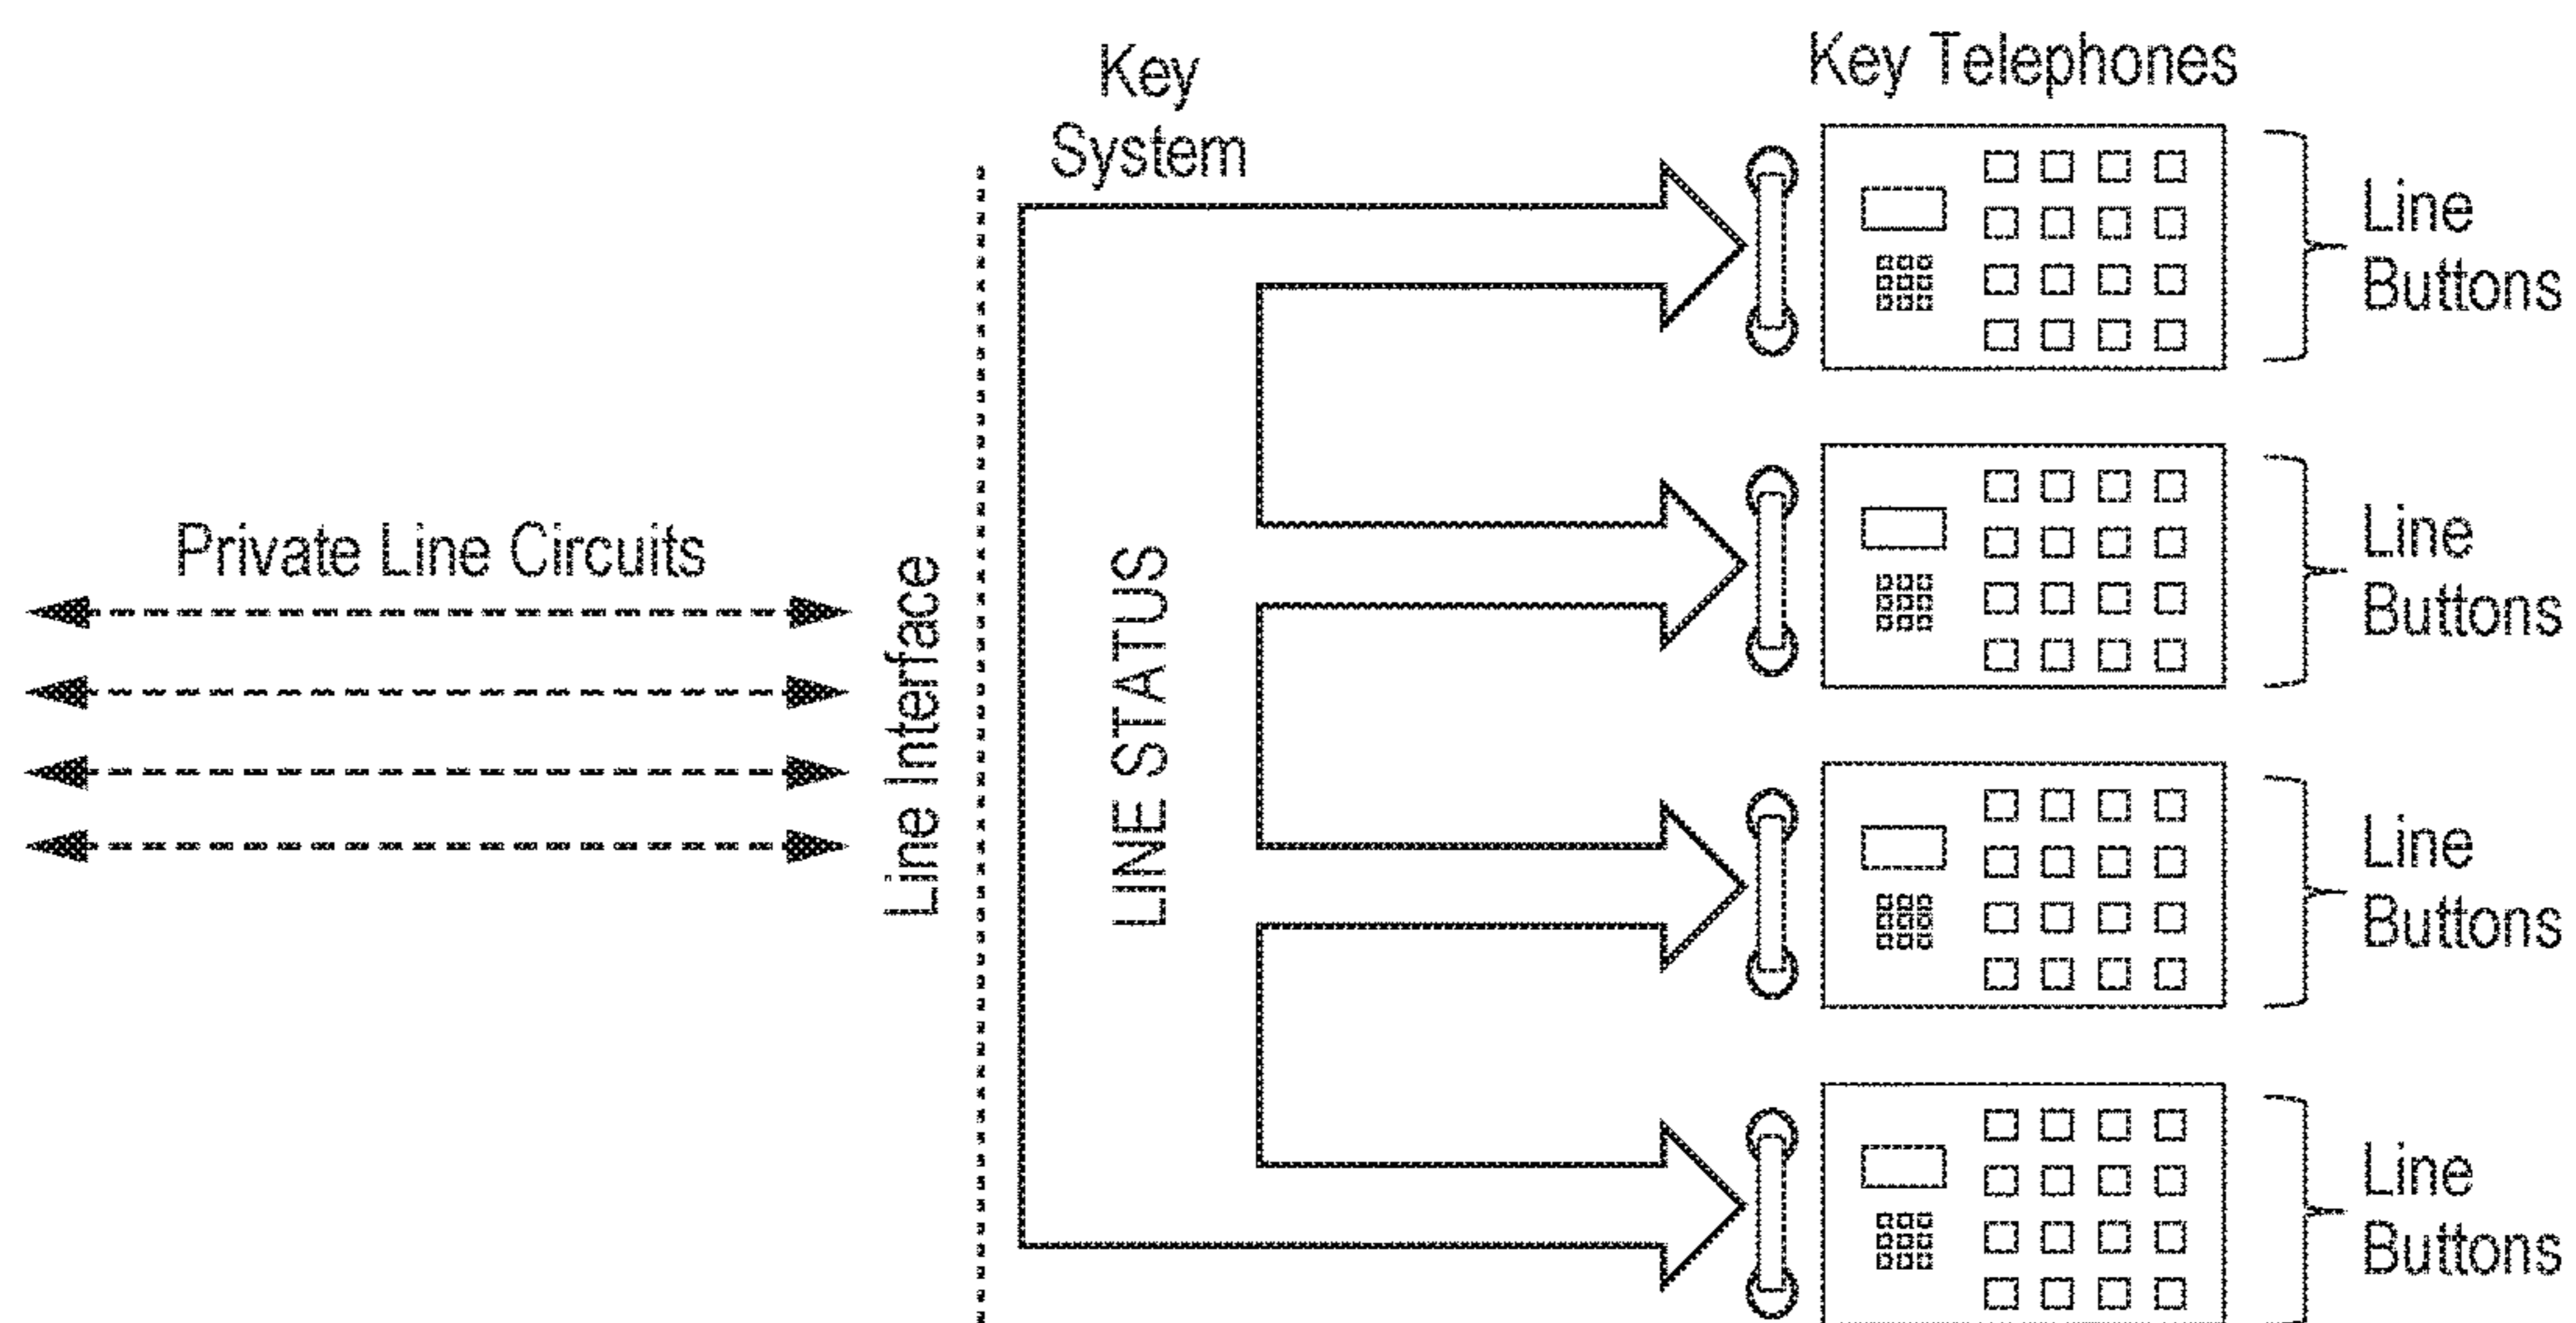 Key
System
Key Telephones
Line
Buttons
Line
Buttons
Private Line Circuits
Line Interface
LINE STATUS
Line
Buttons
Line
Buttons